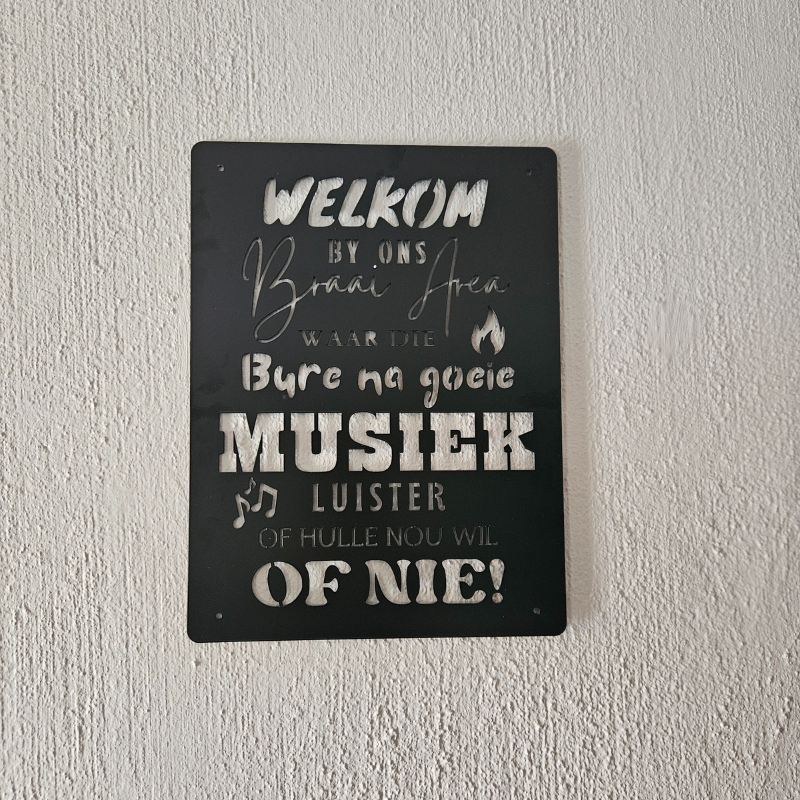 WELKOM
BY ONS
Braai Area
WAAR DIE
Bure na goeie
MUSIEK
LUISTER
OF HULLE NOU WIL
OF NIE!